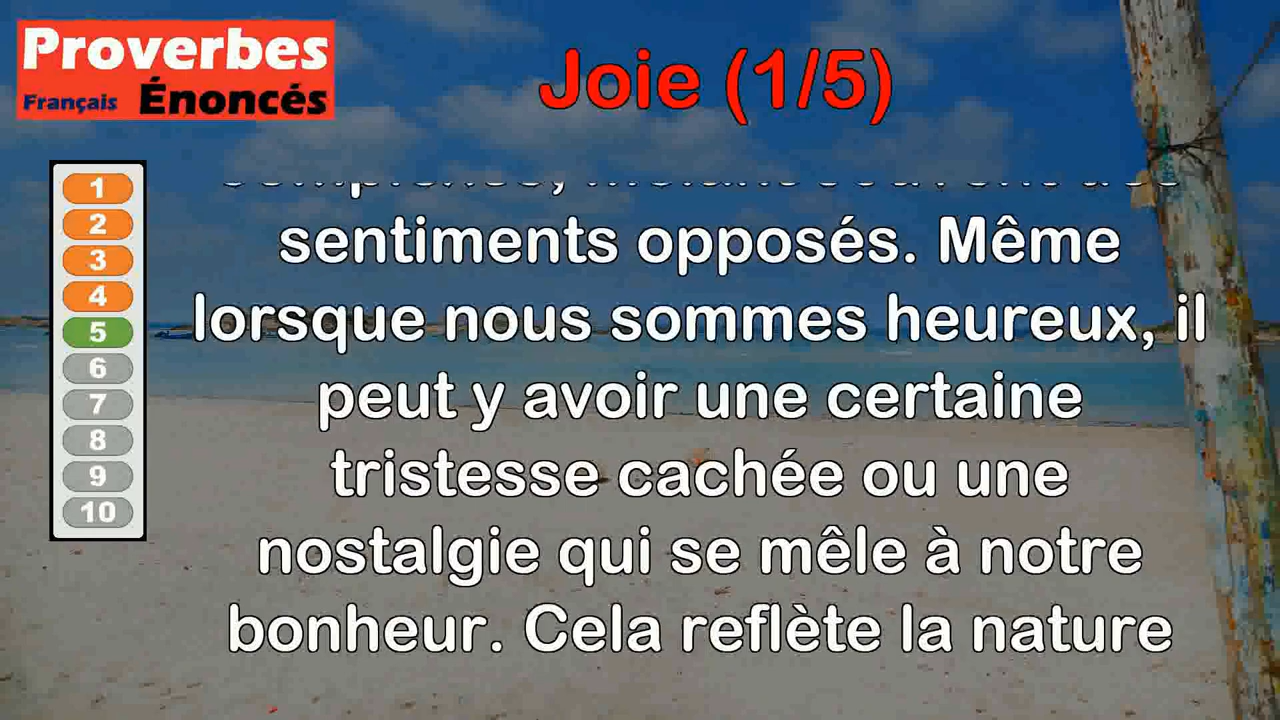 Proverbes
Français Énoncés
Joie (1/5)
1
2
3
4
5
6
7
8
9
10
sentiments opposés. Même
lorsque nous sommes heureux, il
peut y avoir une certaine
tristesse cachée ou une
nostalgie qui se mêle à notre
bonheur. Cela reflète la nature